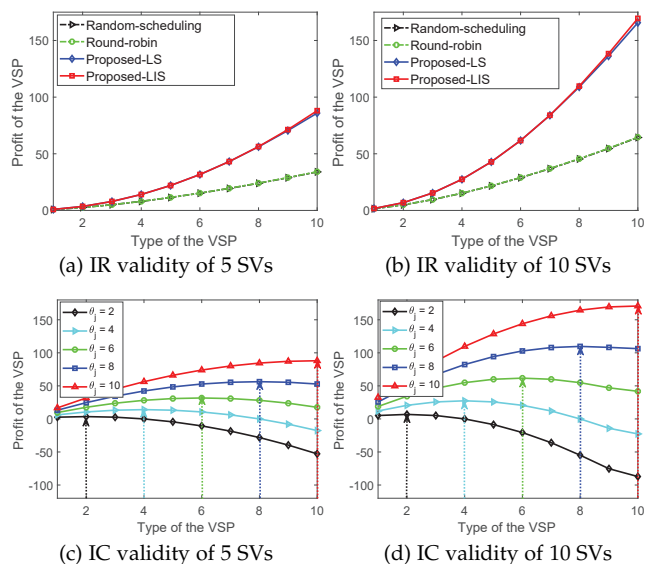 Random-scheduling
Round-robin
Proposed-LS
Proposed-LIS
Profit of the VSP
150
100
50
0
2 4 6 8 10
Type of the VSP
(a) IR validity of 5 SVs
Random-scheduling
Round-robin
Proposed-LS
Proposed-LIS
Profit of the VSP
150
100
50
0
2 4 6 8 10
Type of the VSP
(b) IR validity of 10 SVs
θj = 2
θj = 4
θj = 6
θj = 8
θj = 10
Profit of the VSP
150
100
50
0
-50
-100
2 4 6 8 10
Type of the VSP
(c) IC validity of 5 SVs
θj = 2
θj = 4
θj = 6
θj = 8
θj = 10
Profit of the VSP
150
100
50
0
-50
-100
2 4 6 8 10
Type of the VSP
(d) IC validity of 10 SVs